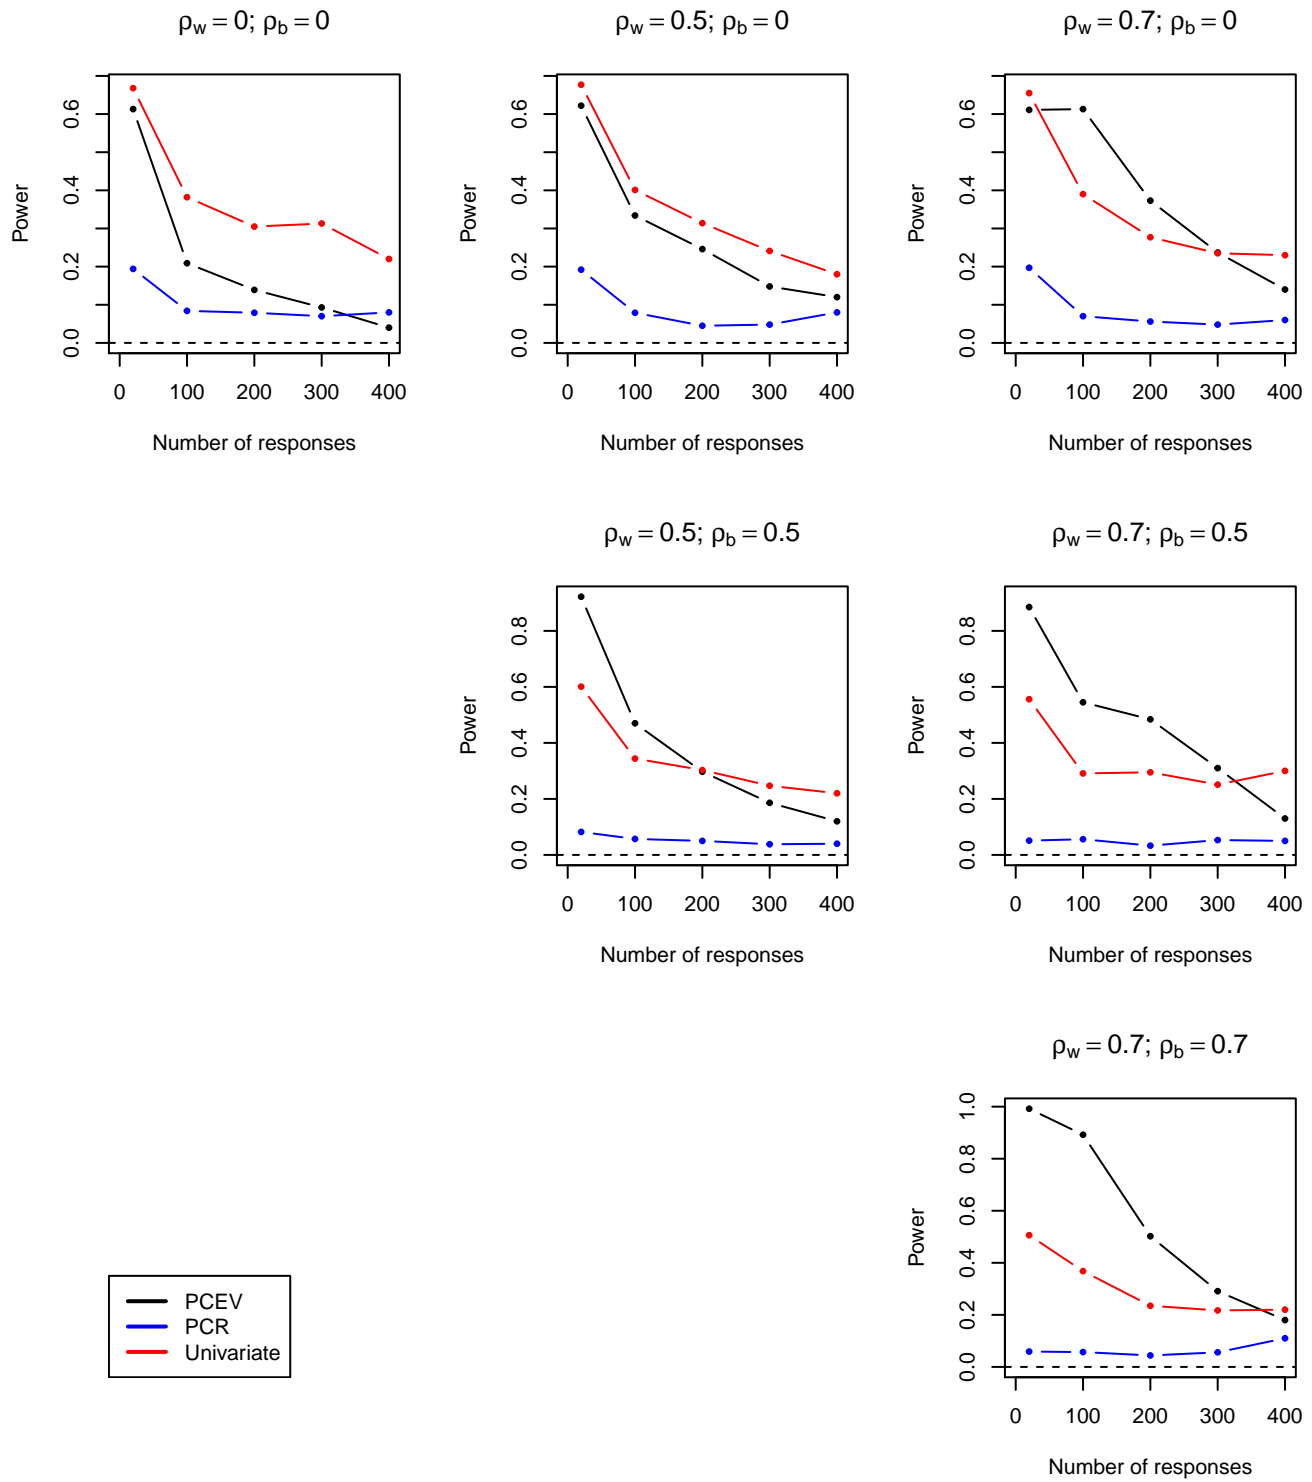 ρw = 0; ρb = 0
ρw = 0.5; ρb = 0
ρw = 0.7; ρb = 0
Power
0.0 0.2 0.4 0.6
0 100 200 300 400
Number of responses
Power
0.0 0.2 0.4 0.6
0 100 200 300 400
Number of responses
Power
0.0 0.2 0.4 0.6
0 100 200 300 400
Number of responses
ρw = 0.5; ρb = 0.5
ρw = 0.7; ρb = 0.5
Power
0.0 0.2 0.4 0.6 0.8
0 100 200 300 400
Number of responses
Power
0.0 0.2 0.4 0.6 0.8
0 100 200 300 400
Number of responses
ρw = 0.7; ρb = 0.7
Power
0.0 0.2 0.4 0.6 0.8 1.0
0 100 200 300 400
Number of responses
PCEV
PCR
Univariate